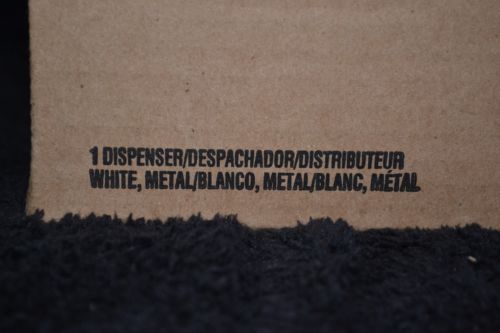 1 DISPENSER/DESPACHADOR/DISTRIBUTEUR
WHITE, METAL/BLANCO, METAL/BLANC, MÉTAL